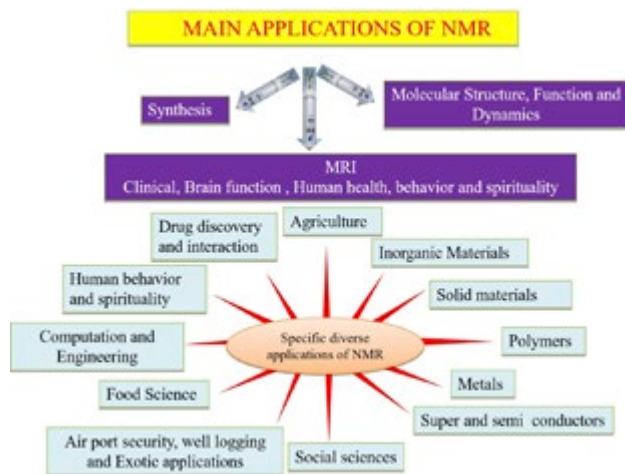 MAIN APPLICATIONS OF NMR
Synthesis
Molecular Structure, Function and
Dynamics
MRI
Clinical, Brain function , Human health, behavior and spirituality
Drug discovery
and interaction
Agriculture
Inorganic Materials
Human behavior
and spirituality
Solid materials
Computation and
Engineering
Specific diverse
applications of NMR
Polymers
Food Science
Metals
Super and semi conductors
Air port security, well logging
and Exotic applications
Social sciences